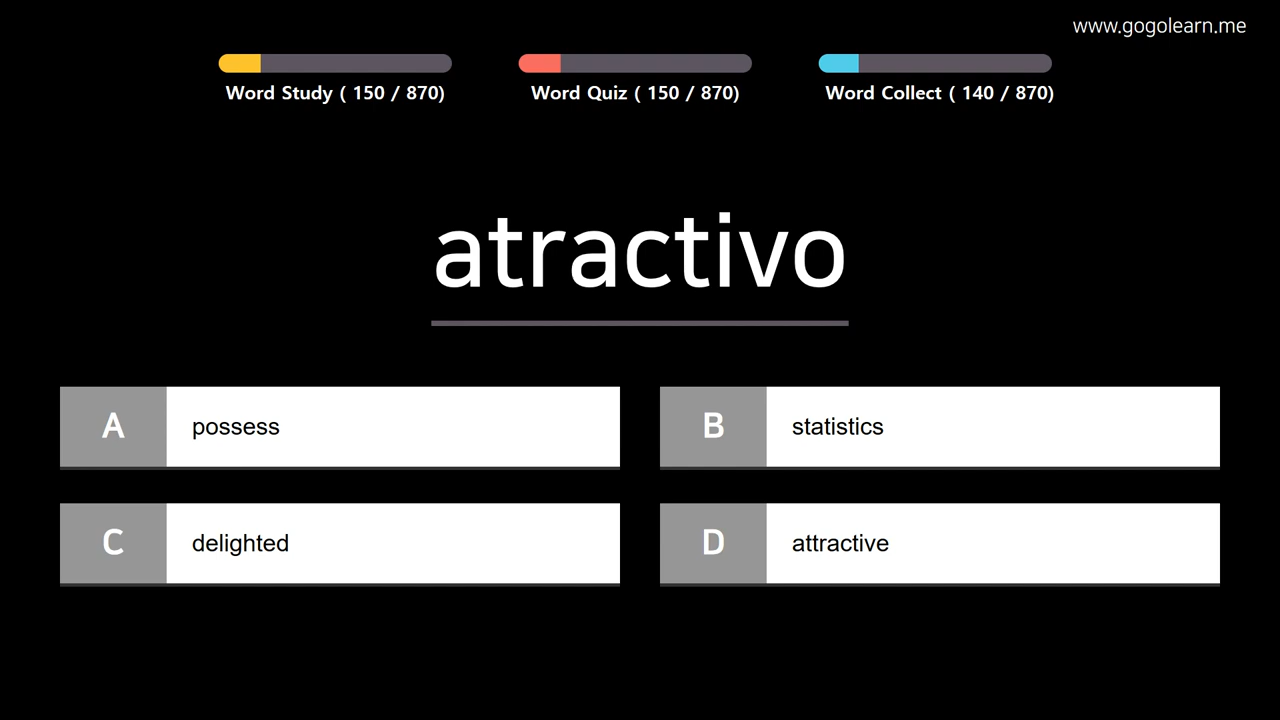 www.gogolearn.me
Word Study ( 150 / 870)
Word Quiz ( 150 / 870)
Word Collect ( 140 / 870)
atractivo
A possess
B statistics
C delighted
D attractive